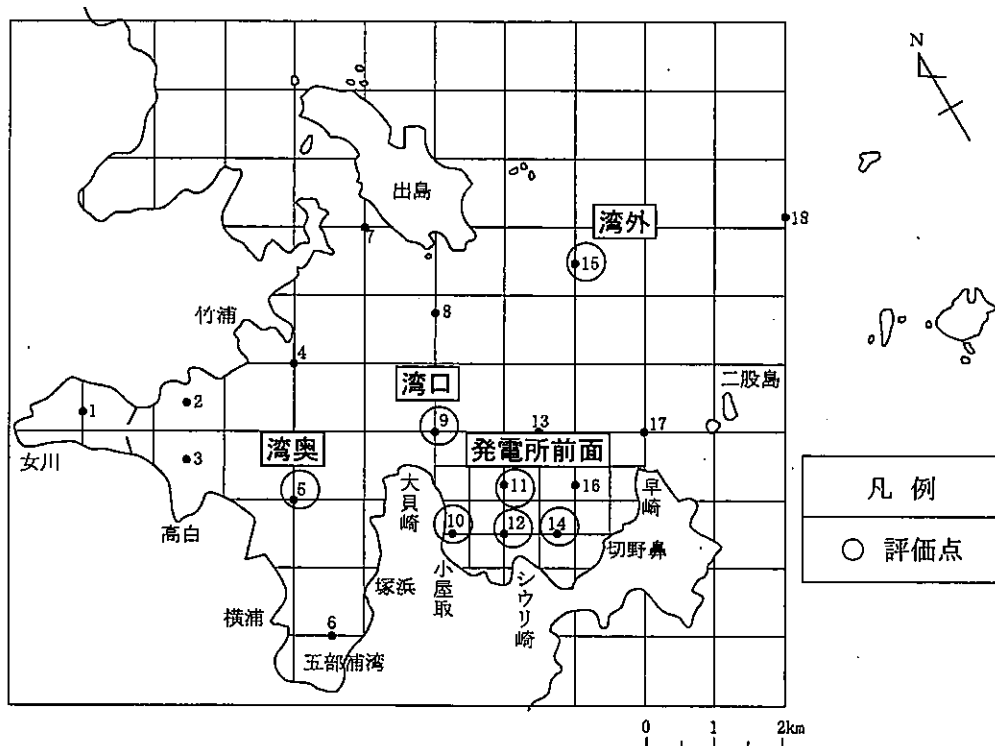 N
出島
湾外
18
15
7
竹浦
8
4
湾口
二股島
1
2
9
13
17
女川
3
湾奥
発電所前面
5
大貝崎
11
16
早崎
凡 例
高白
10
12
14
切野鼻
○ 評価点
塚浜
小屋取
シウリ崎
横浦
6
五部浦湾
0 1 2km